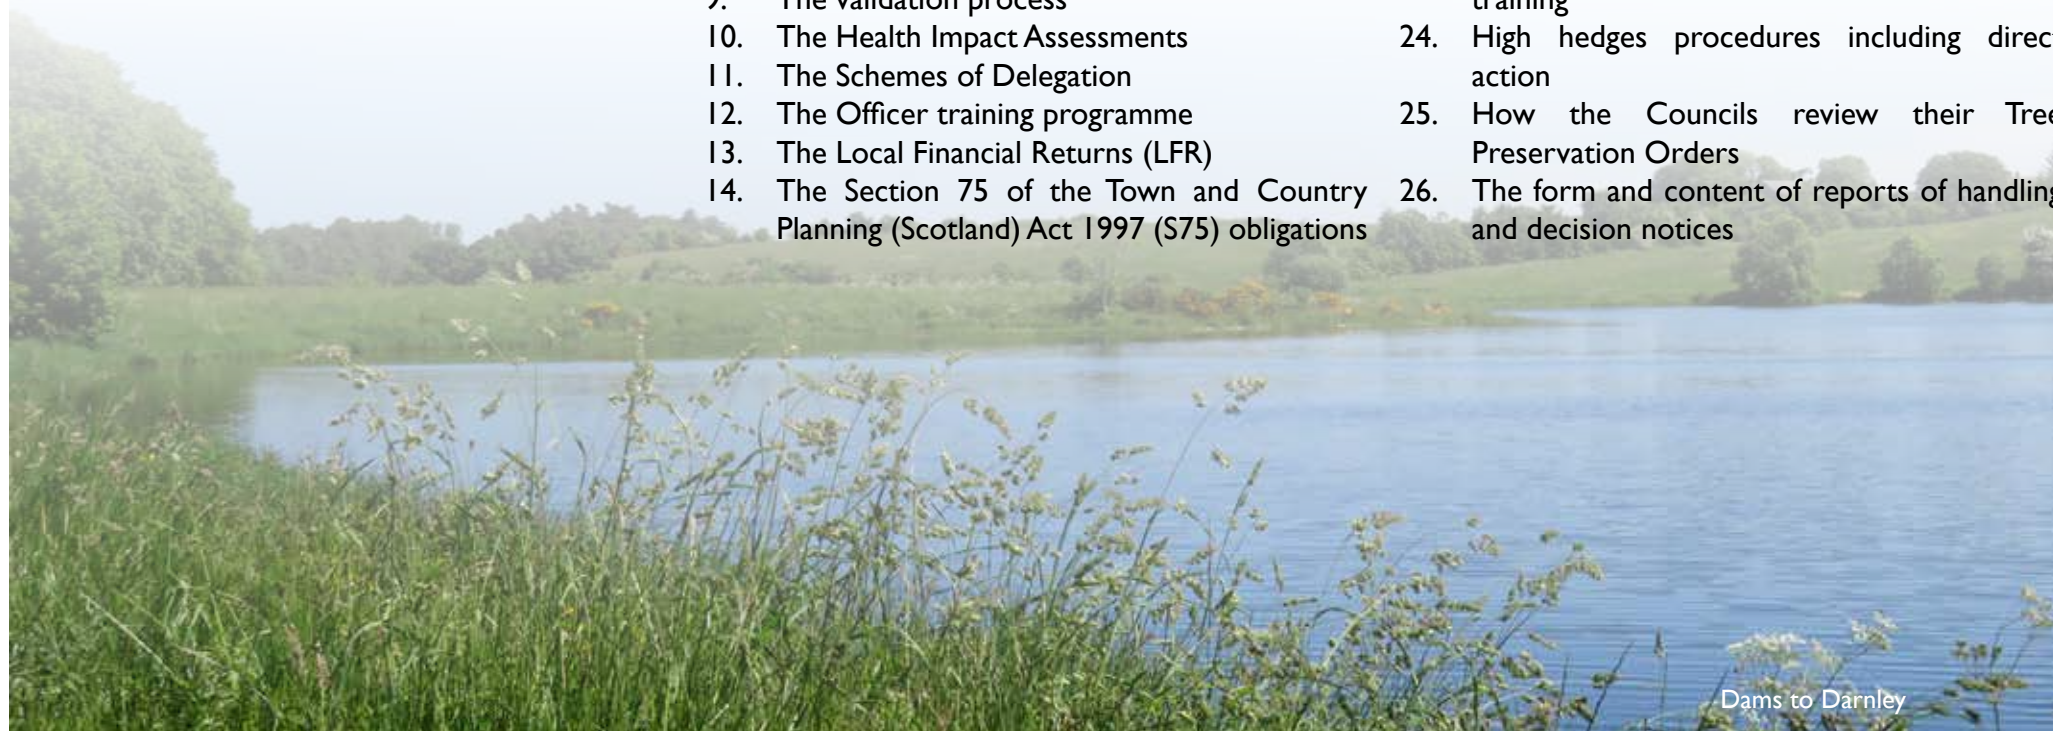 9. The validation process
10. The Health Impact Assessments
11. The Schemes of Delegation
12. The Officer training programme
13. The Local Financial Returns (LFR)
14. The Section 75 of the Town and Country
Planning (Scotland) Act 1997 (S75) obligations
training
24. High hedges procedures including direc
action
25. How the Councils review their Tree
Preservation Orders
26. The form and content of reports of handling
and decision notices
Dams to Darnley